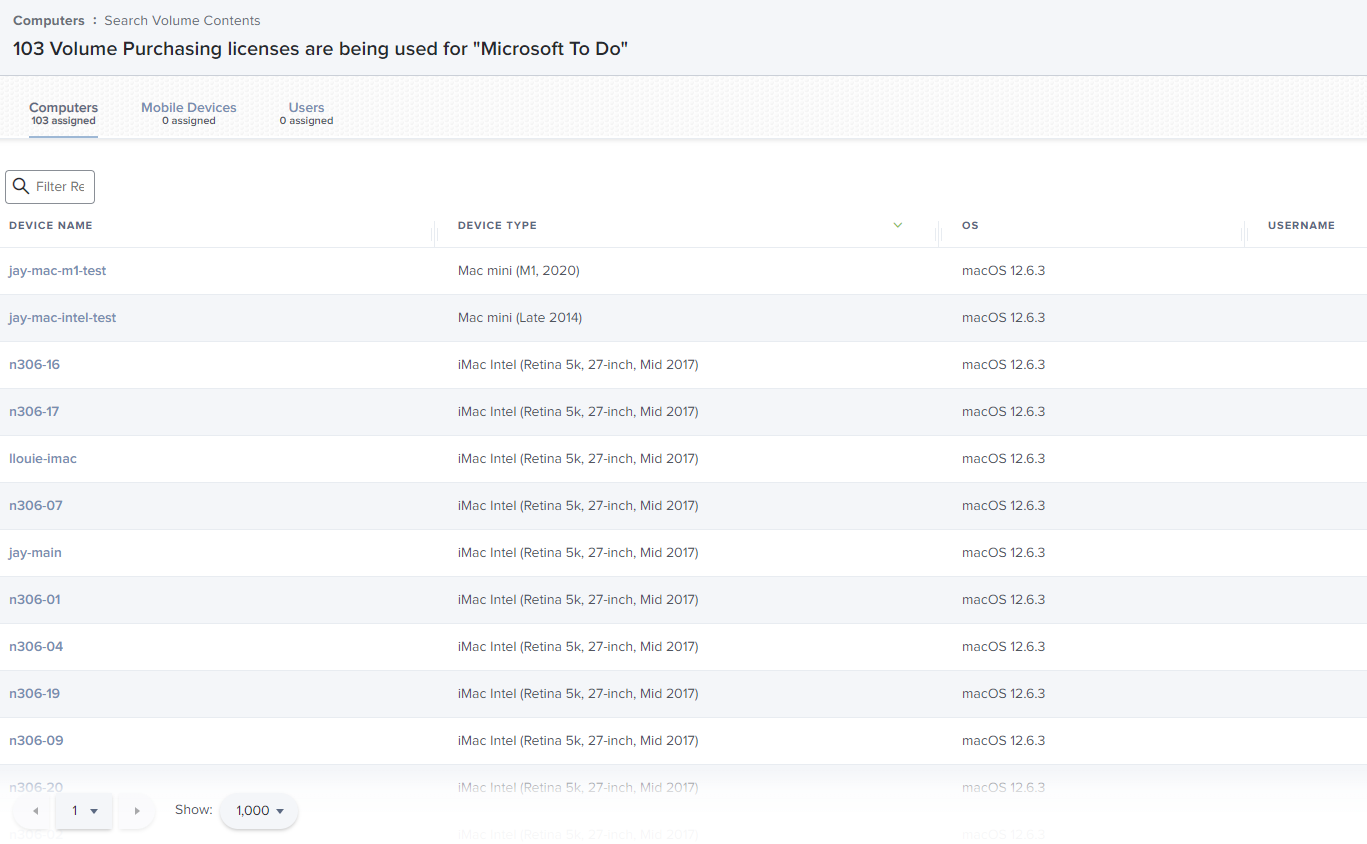 Computers : Search Volume Contents
103 Volume Purchasing licenses are being used for "Microsoft To Do"
Computers Mobile Devices Users
103 assigned 0 assigned 0 assigned
Filter Re
DEVICE NAME DEVICE TYPE OS USERNAME
jay-mac-m1-test Mac mini (M1, 2020) macOS 12.6.3
jay-mac-intel-test Mac mini (Late 2014) macOS 12.6.3
n306-16 iMac Intel (Retina 5k, 27-inch, Mid 2017) macOS 12.6.3
n306-17 iMac Intel (Retina 5k, 27-inch, Mid 2017) macOS 12.6.3
llouie-imac iMac Intel (Retina 5k, 27-inch, Mid 2017) macOS 12.6.3
n306-07 iMac Intel (Retina 5k, 27-inch, Mid 2017) macOS 12.6.3
jay-main iMac Intel (Retina 5k, 27-inch, Mid 2017) macOS 12.6.3
n306-01 iMac Intel (Retina 5k, 27-inch, Mid 2017) macOS 12.6.3
n306-04 iMac Intel (Retina 5k, 27-inch, Mid 2017) macOS 12.6.3
n306-19 iMac Intel (Retina 5k, 27-inch, Mid 2017) macOS 12.6.3
n306-09 iMac Intel (Retina 5k, 27-inch, Mid 2017) macOS 12.6.3
n306-20 iMac Intel (Retina 5k, 27-inch, Mid 2017) macOS 12.6.3
1 Show: 1,000
iMac Intel (Retina 5k, 27-inch, Mid 2017) macOS 12.6.3